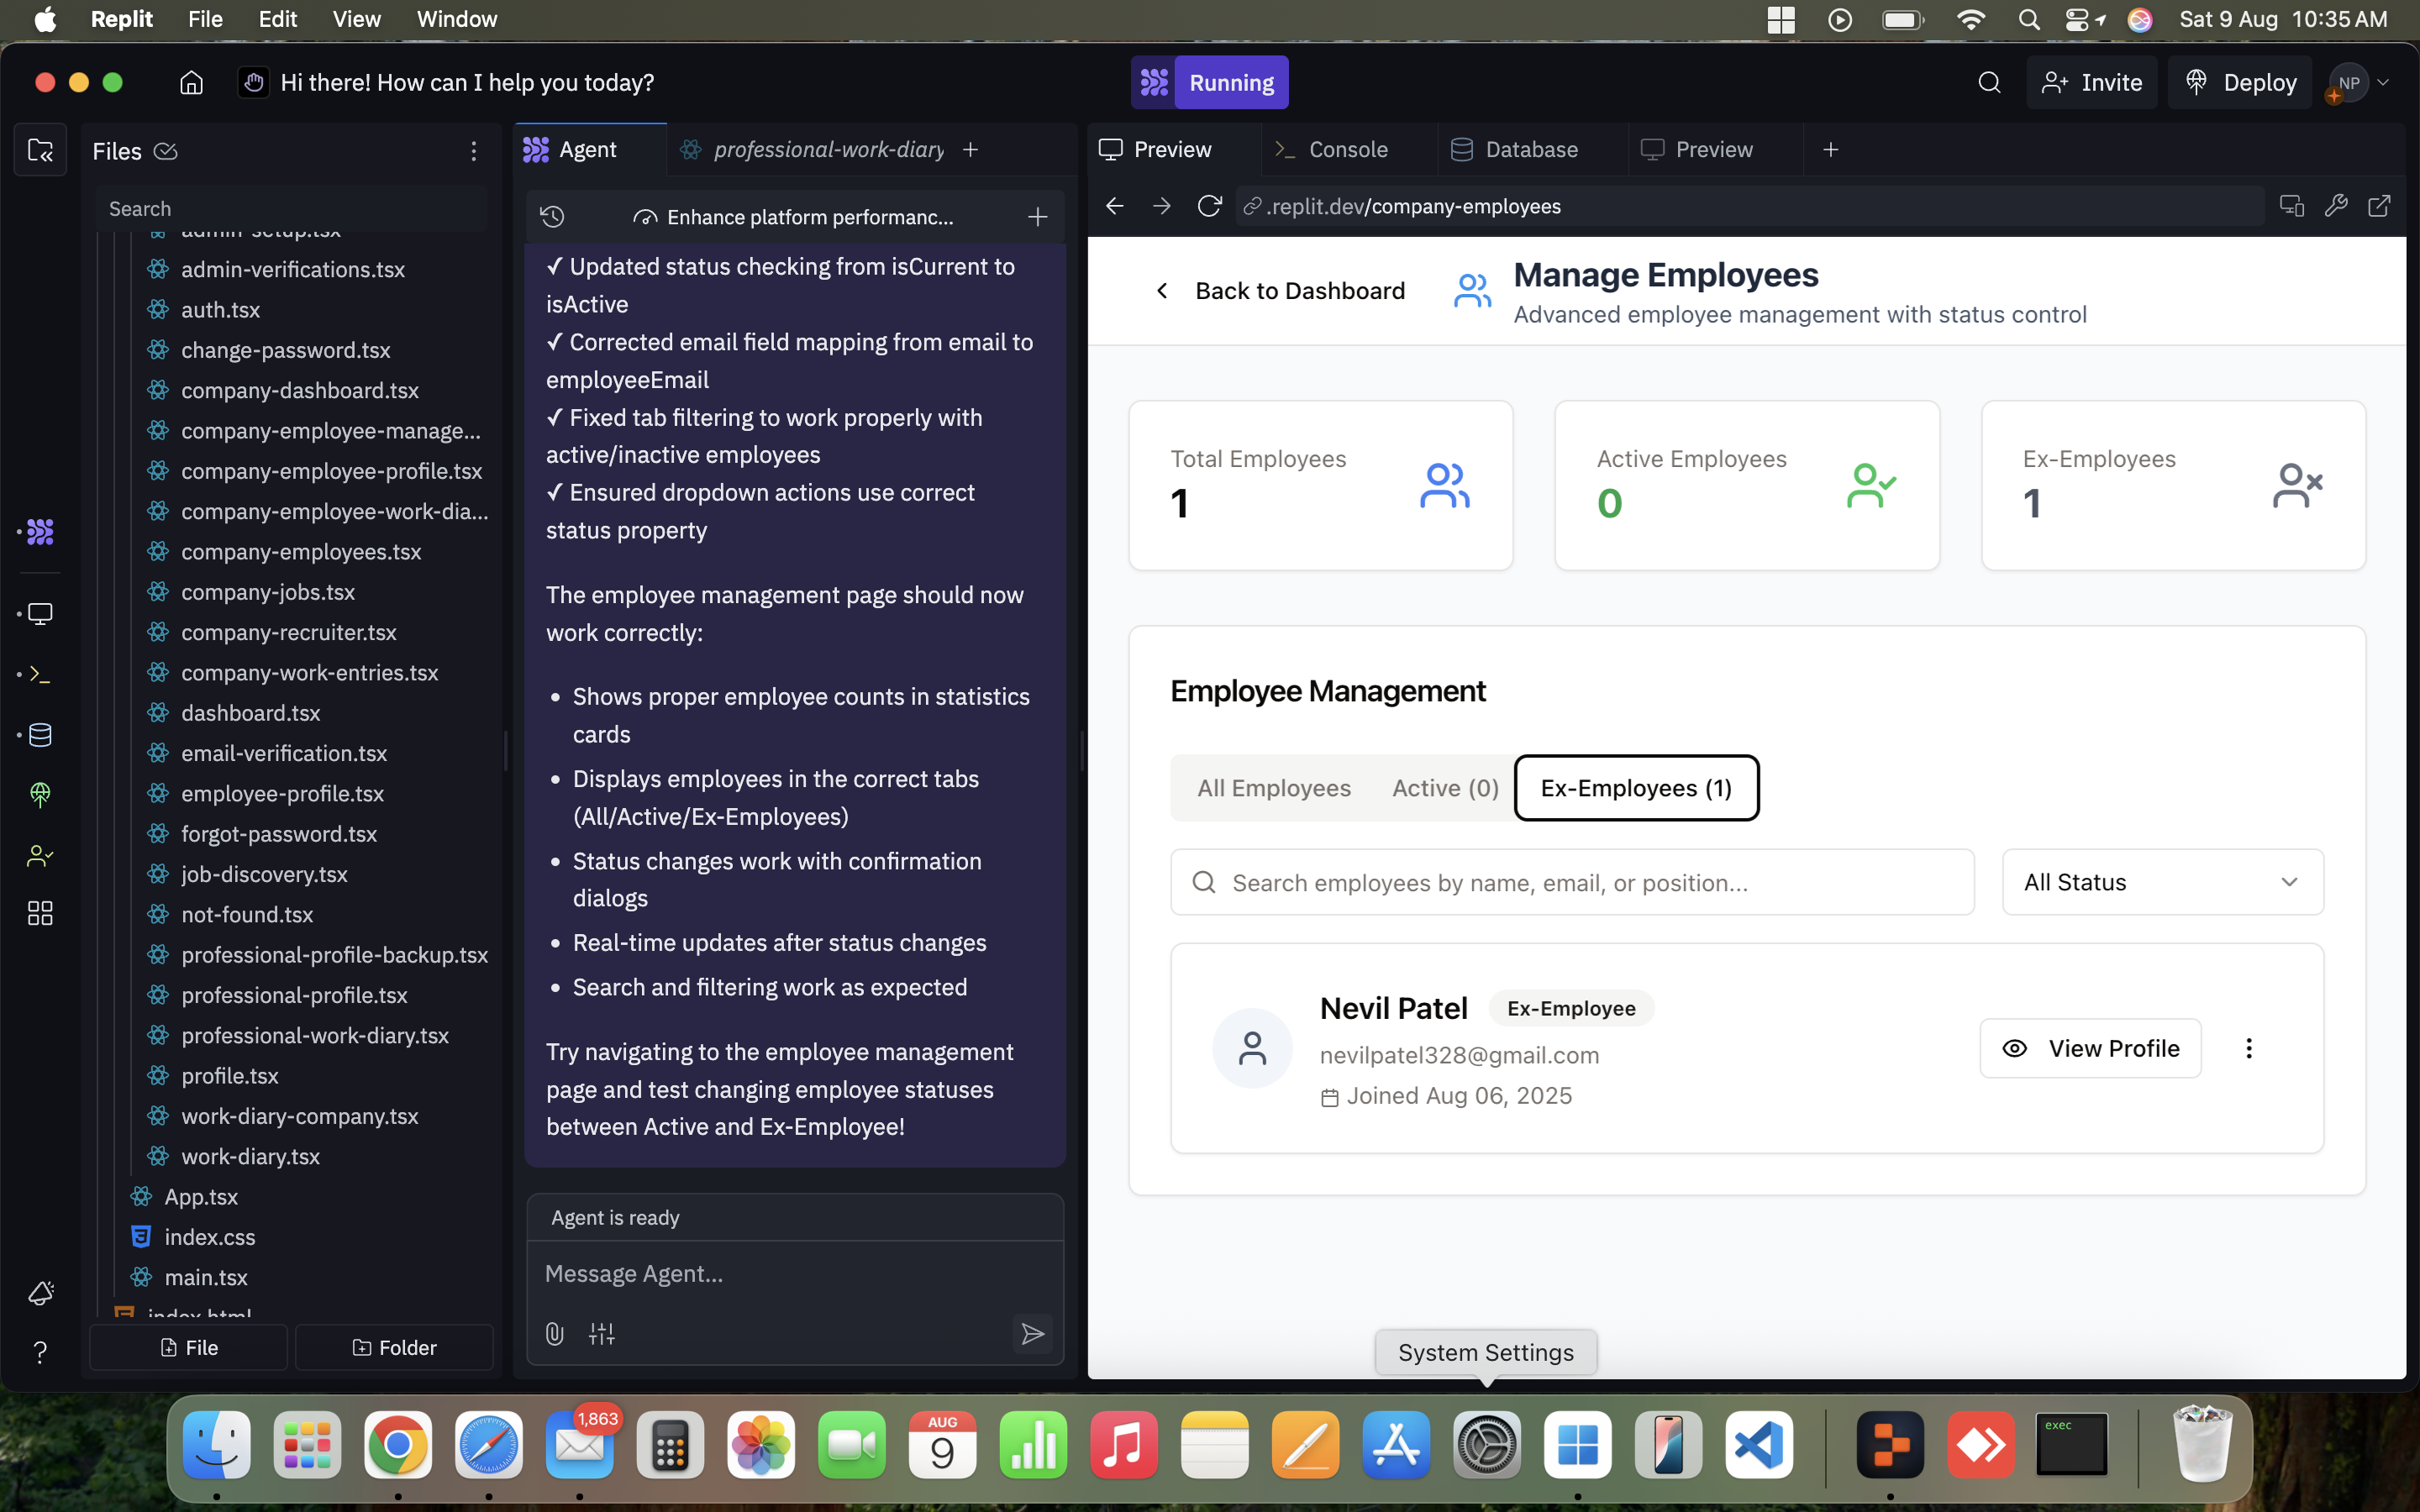 Replit File Edit View Window
Sat 9 Aug 10:35 AM
Hi there! How can I help you today?
Running
Invite
Deploy
NP
Files
Search
admin-setup.tsx
admin-verifications.tsx
auth.tsx
change-password.tsx
company-dashboard.tsx
company-employee-manage...
company-employee-profile.tsx
company-employee-work-dia...
company-employees.tsx
company-jobs.tsx
company-recruiter.tsx
company-work-entries.tsx
dashboard.tsx
email-verification.tsx
employee-profile.tsx
forgot-password.tsx
job-discovery.tsx
not-found.tsx
professional-profile-backup.tsx
professional-profile.tsx
professional-work-diary.tsx
profile.tsx
work-diary-company.tsx
work-diary.tsx
App.tsx
index.css
main.tsx
index.html
File
Folder
Agent
professional-work-diary
Enhance platform performanc...
✓ Updated status checking from isCurrent to
isActive
✓ Corrected email field mapping from email to
employeeEmail
✓ Fixed tab filtering to work properly with
active/inactive employees
✓ Ensured dropdown actions use correct
status property
The employee management page should now
work correctly:
• Shows proper employee counts in statistics
cards
• Displays employees in the correct tabs
(All/Active/Ex-Employees)
• Status changes work with confirmation
dialogs
• Real-time updates after status changes
• Search and filtering work as expected
Try navigating to the employee management
page and test changing employee statuses
between Active and Ex-Employee!
Agent is ready
Message Agent...
Preview
Console
Database
Preview
.replit.dev/company-employees
Back to Dashboard
Manage Employees
Advanced employee management with status control
Total Employees
1
Active Employees
0
Ex-Employees
1
Employee Management
All Employees
Active (0)
Ex-Employees (1)
Search employees by name, email, or position...
All Status
Nevil Patel
Ex-Employee
nevilpatel328@gmail.com
Joined Aug 06, 2025
View Profile
System Settings
1,863
AUG
9
exec